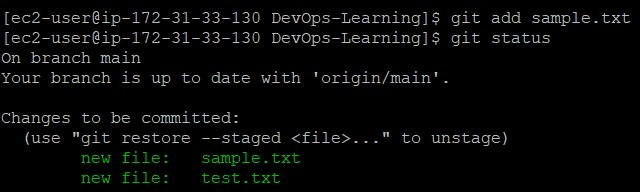 [ec2-user@ip-172-31-33-130 DevOps-Learning]$ git add sample.txt
[ec2-user@ip-172-31-33-130 DevOps-Learning]$ git status
On branch main
Your branch is up to date with 'origin/main'.
Changes to be committed:
  (use "git restore --staged <file>..." to unstage)
        new file:   sample.txt
        new file:   test.txt